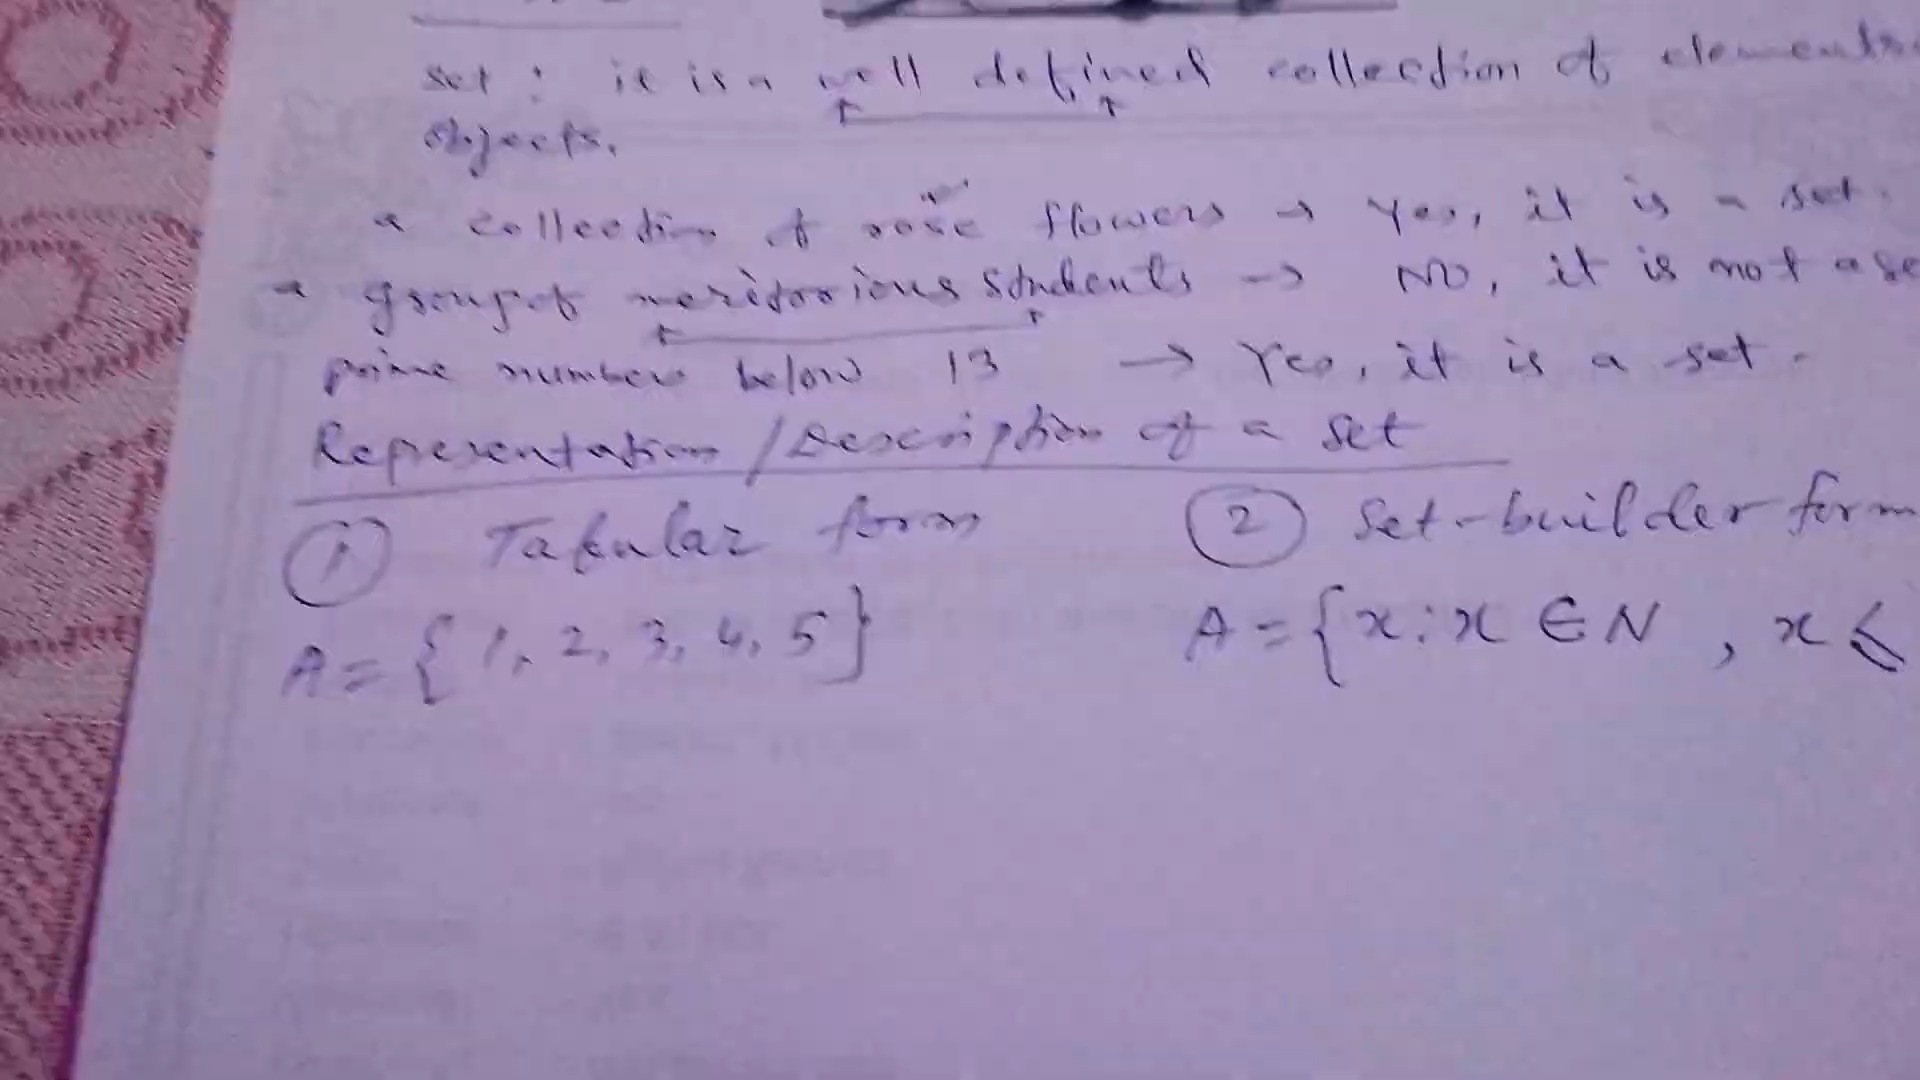 set : it is a well defined collection of elements
objects.
a collection of rose flowers → Yes, it is a set.
a group of meritorious students → No, it is not a se
prime numbers below 13 → Yes, it is a set.
Representation / Description of a set
① Tabular form ② Set-builder form
A = { 1, 2, 3, 4, 5 } A = { x : x ∈ N , x ≤